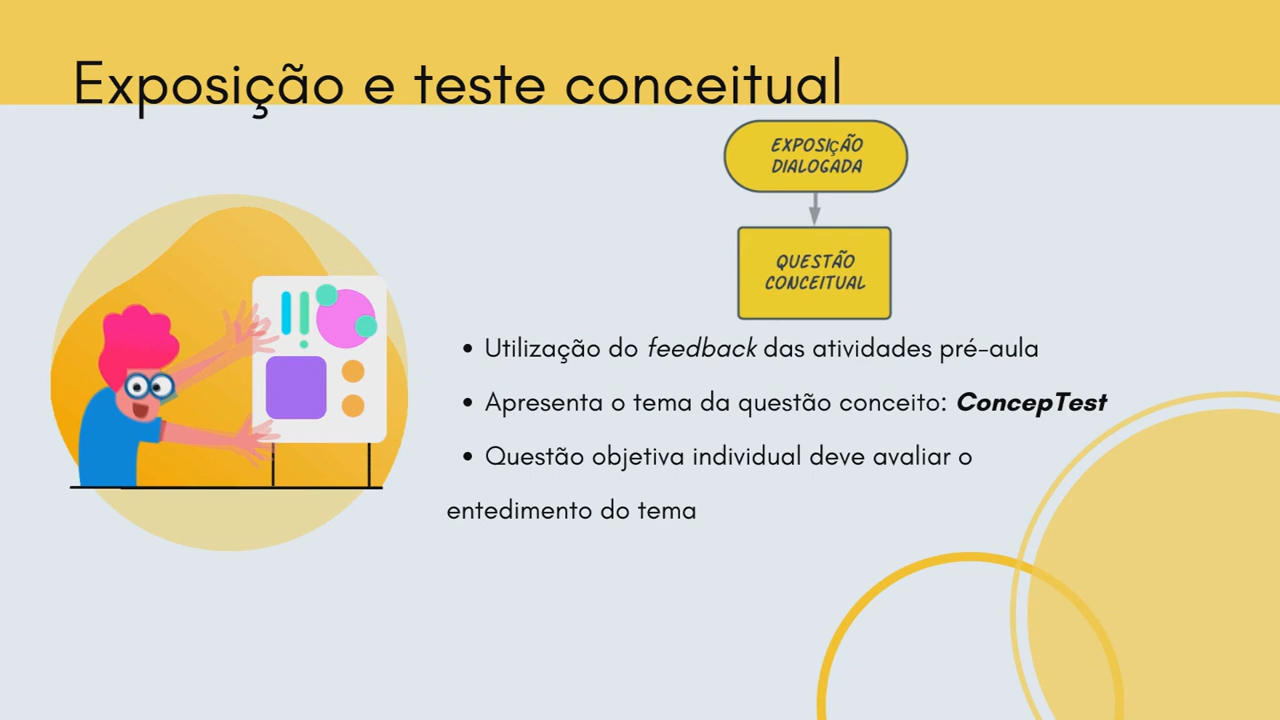 Exposição e teste conceitual
EXPOSIÇÃO
DIALOGADA
QUESTÃO
CONCEITUAL
• Utilização do feedback das atividades pré-aula
• Apresenta o tema da questão conceito: ConcepTest
• Questão objetiva individual deve avaliar o
entedimento do tema